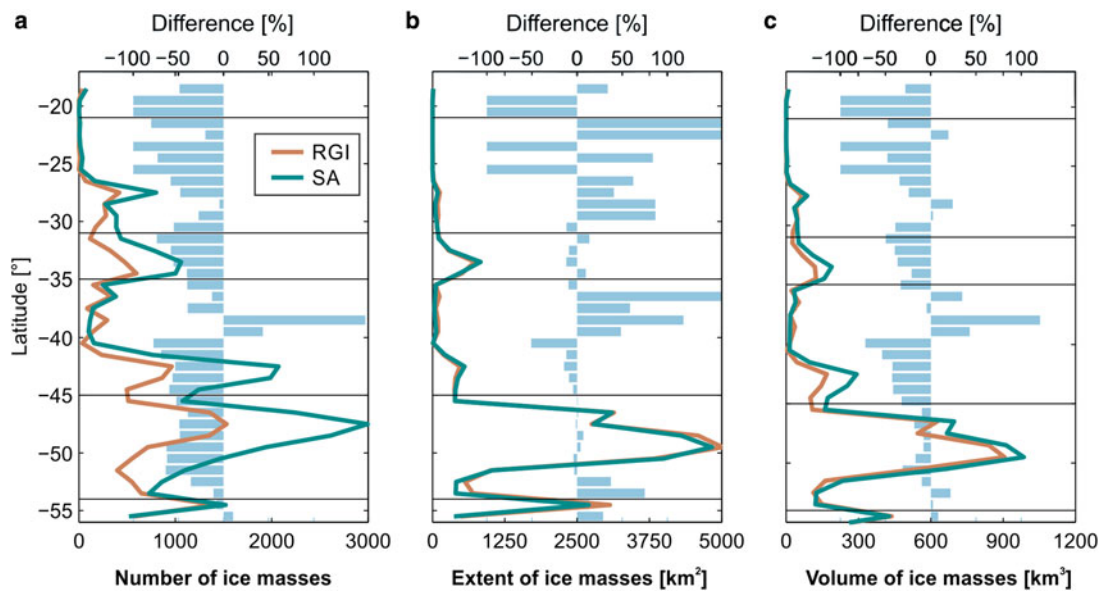 a Difference [%] b Difference [%] c Difference [%]
−100 −50 0 50 100 −100 −50 0 50 100 −100 −50 0 50 100
−20
−25
−30
−35
−40
−45
−50
−55
Latitude [°]
RGI
SA
0 1000 2000 3000 0 1250 2500 3750 5000 0 300 600 900 1200
Number of ice masses Extent of ice masses [km²] Volume of ice masses [km³]